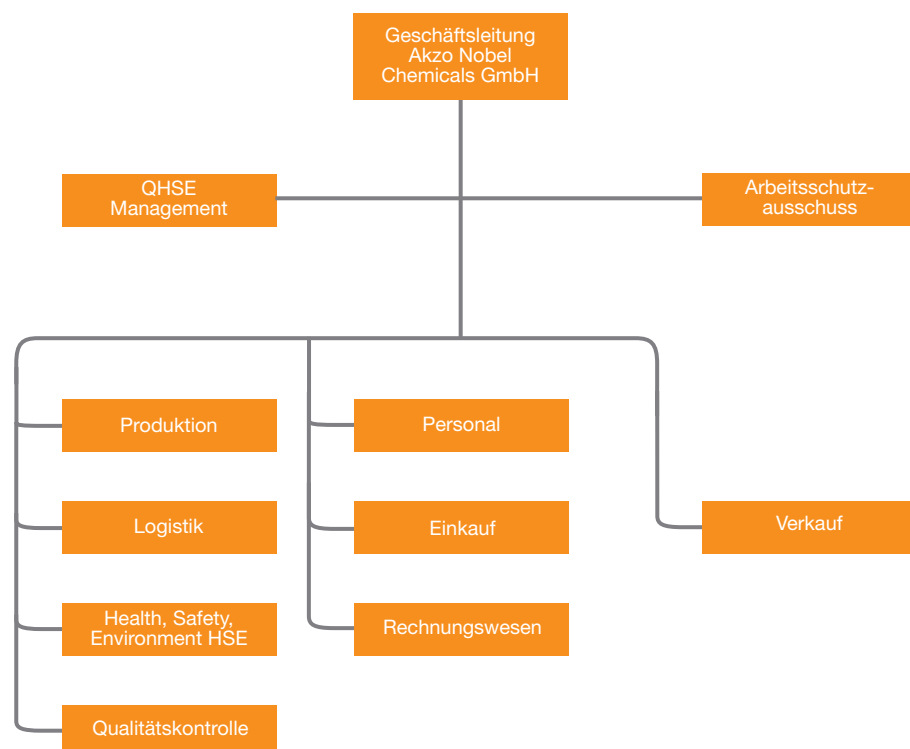 Geschäftsleitung
Akzo Nobel
Chemicals GmbH
QHSE
Management
Arbeitsschutz-
ausschuss
Produktion
Personal
Logistik
Einkauf
Verkauf
Health, Safety,
Environment HSE
Rechnungswesen
Qualitätskontrolle